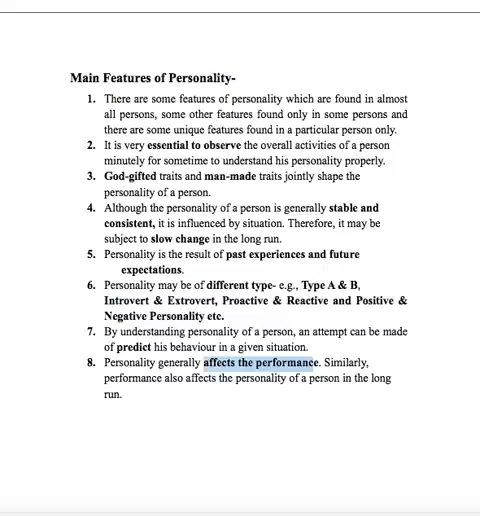 Main Features of Personality-
1. There are some features of personality which are found in almost
all persons, some other features found only in some persons and
there are some unique features found in a particular person only.
2. It is very essential to observe the overall activities of a person
minutely for sometime to understand his personality properly.
3. God-gifted traits and man-made traits jointly shape the
personality of a person.
4. Although the personality of a person is generally stable and
consistent, it is influenced by situation. Therefore, it may be
subject to slow change in the long run.
5. Personality is the result of past experiences and future
expectations.
6. Personality may be of different type- e.g., Type A & B,
Introvert & Extrovert, Proactive & Reactive and Positive &
Negative Personality etc.
7. By understanding personality of a person, an attempt can be made
of predict his behaviour in a given situation.
8. Personality generally affects the performance. Similarly,
performance also affects the personality of a person in the long
run.